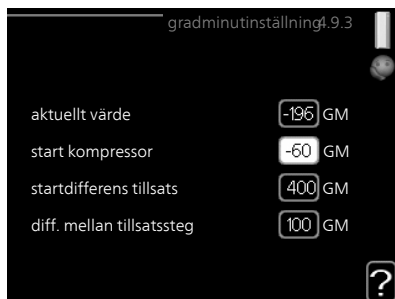 gradminutinställning4.9.3
aktuellt värde -196 GM
start kompressor -60 GM
startdifferens tillsats 400 GM
diff. mellan tillsatssteg 100 GM
?